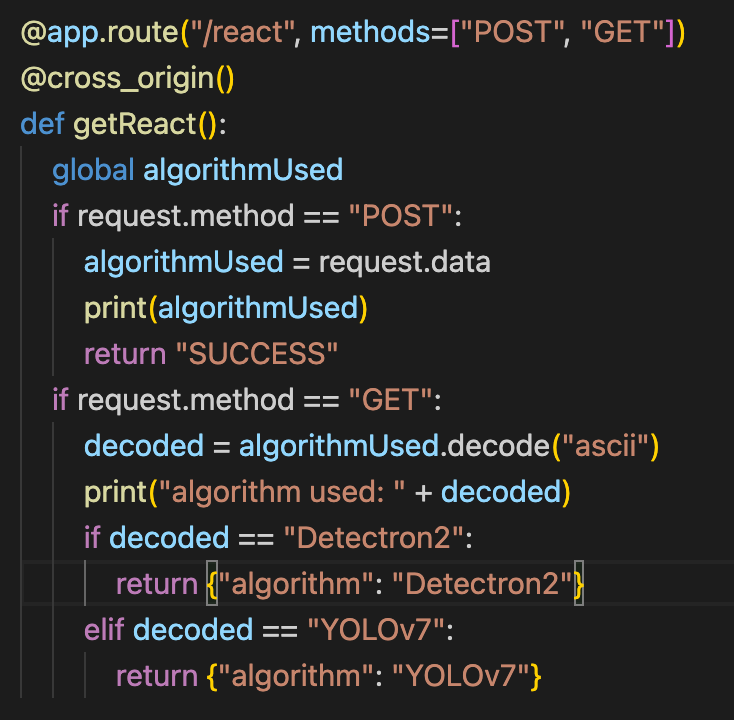 @app.route("/react", methods=["POST", "GET"])
@cross_origin()
def getReact():
    global algorithmUsed
    if request.method == "POST":
        algorithmUsed = request.data
        print(algorithmUsed)
        return "SUCCESS"
    if request.method == "GET":
        decoded = algorithmUsed.decode("ascii")
        print("algorithm used: " + decoded)
        if decoded == "Detectron2":
            return {"algorithm": "Detectron2"}
        elif decoded == "YOLOv7":
            return {"algorithm": "YOLOv7"}